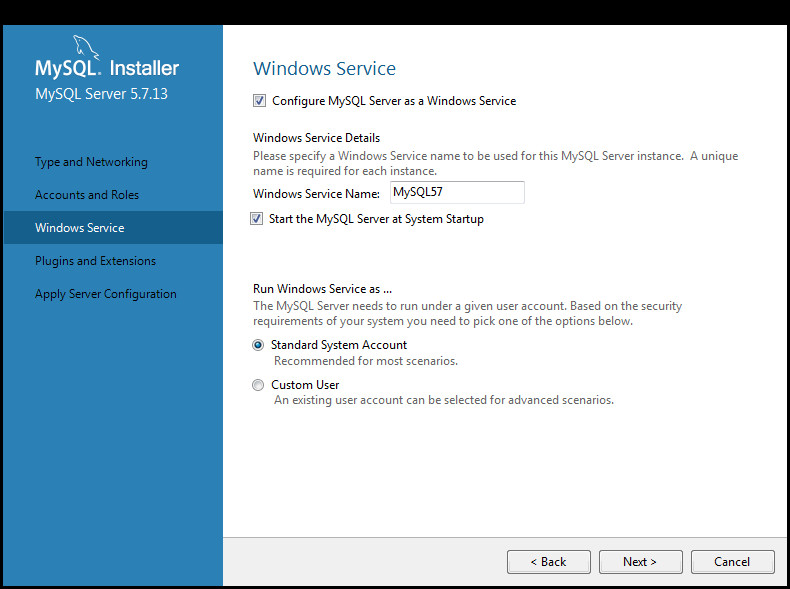 MySQL. Installer
MySQL Server 5.7.13
Type and Networking
Accounts and Roles
Windows Service
Plugins and Extensions
Apply Server Configuration
Windows Service
Configure MySQL Server as a Windows Service
Windows Service Details
Please specify a Windows Service name to be used for this MySQL Server instance. A unique
name is required for each instance.
Windows Service Name: MySQL57
Start the MySQL Server at System Startup
Run Windows Service as ...
The MySQL Server needs to run under a given user account. Based on the security
requirements of your system you need to pick one of the options below.
Standard System Account
Recommended for most scenarios.
Custom User
An existing user account can be selected for advanced scenarios.
< Back Next > Cancel